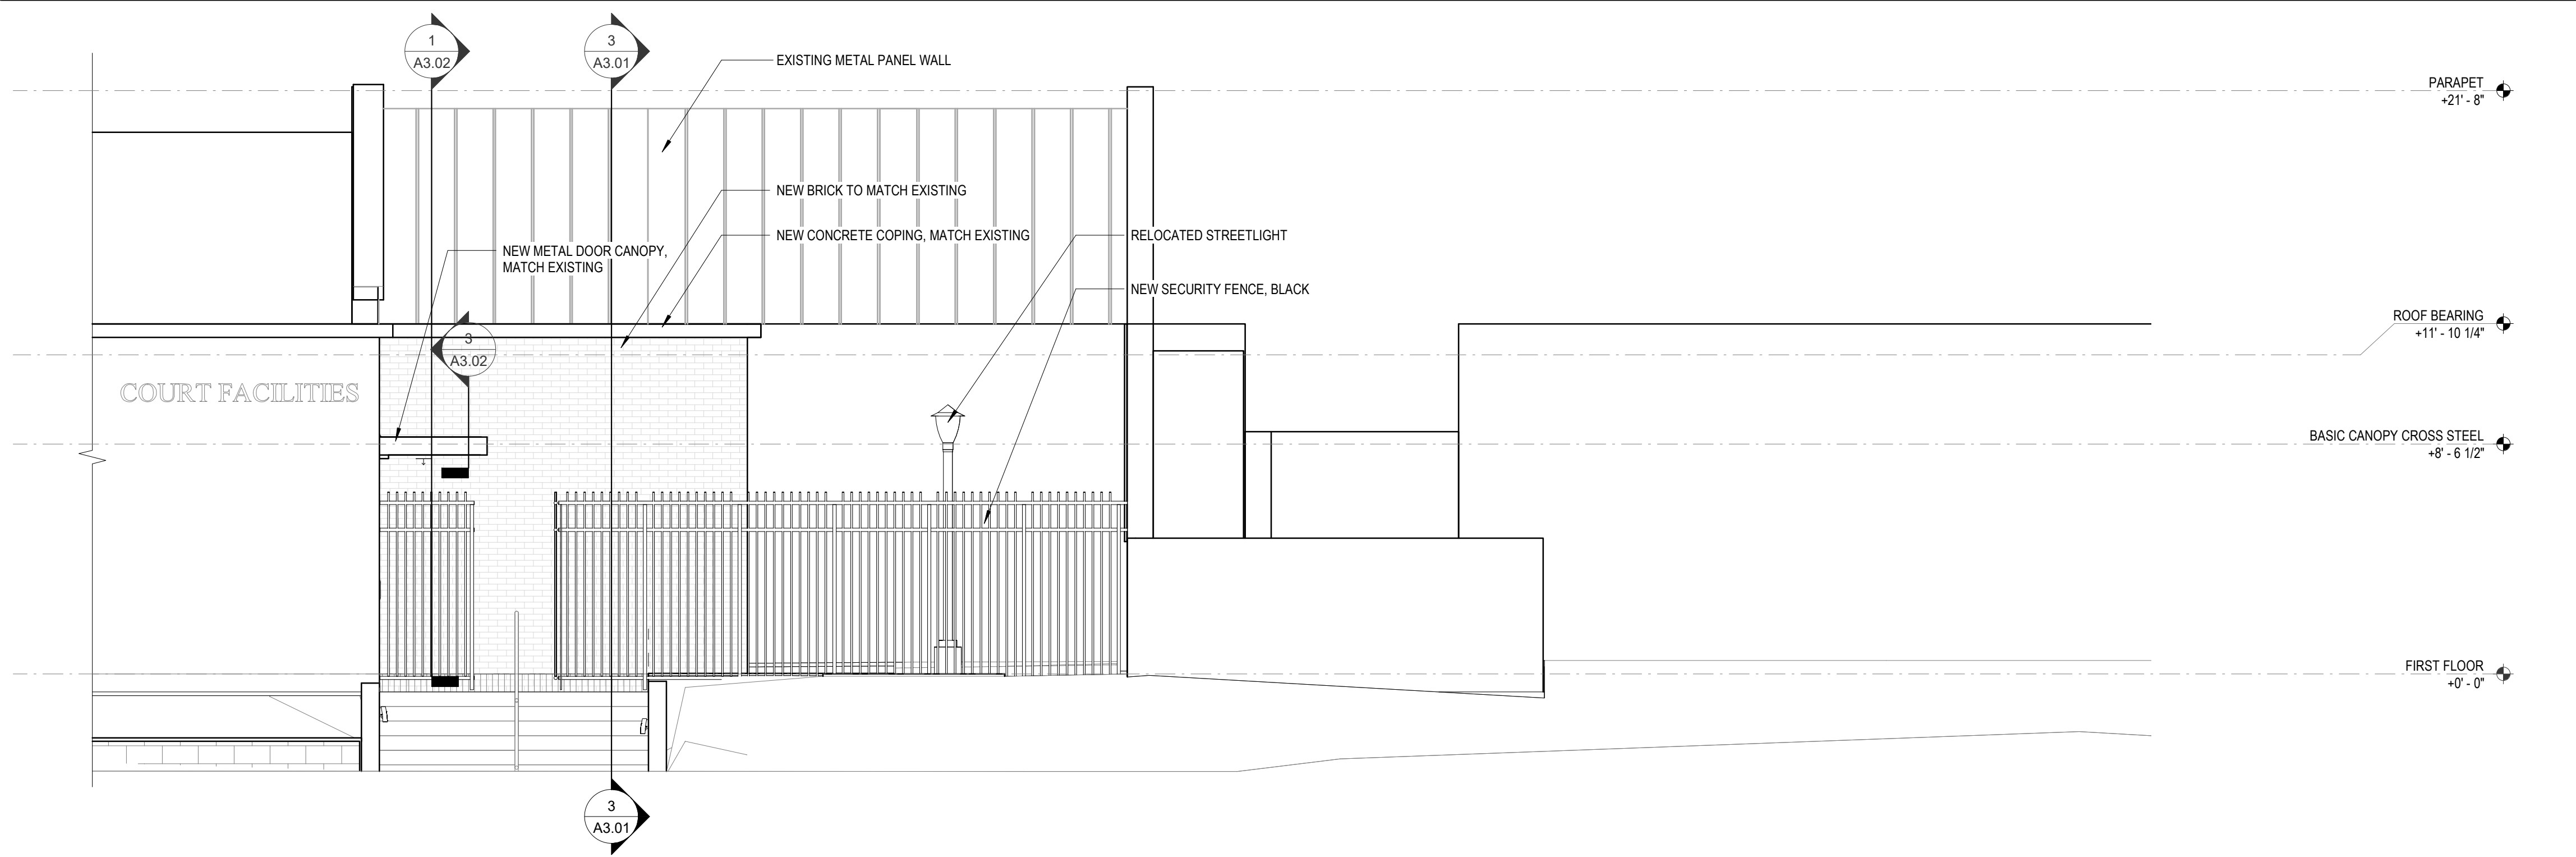 1
A3.02
3
A3.01
EXISTING METAL PANEL WALL
PARAPET
+21' - 8"
NEW BRICK TO MATCH EXISTING
NEW CONCRETE COPING, MATCH EXISTING
RELOCATED STREETLIGHT
NEW METAL DOOR CANOPY,
MATCH EXISTING
NEW SECURITY FENCE, BLACK
ROOF BEARING
+11' - 10 1/4"
3
A3.02
COURT FACILITIES
BASIC CANOPY CROSS STEEL
+8' - 6 1/2"
FIRST FLOOR
+0' - 0"
3
A3.01